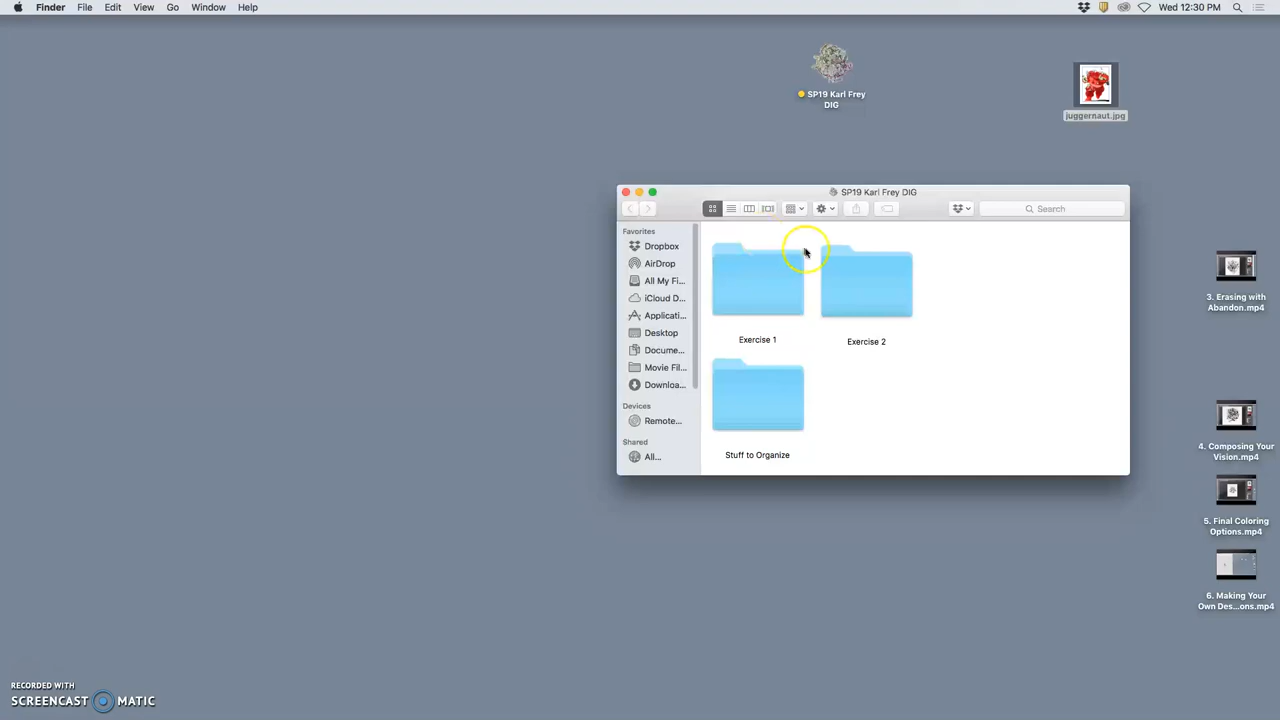 Finder File Edit View Go Window Help
Wed 12:30 PM
SP19 Karl Frey
DIG
juggernaut.jpg
SP19 Karl Frey DIG
Search
Favorites
Dropbox
AirDrop
All My Fi...
iCloud D...
Applicati...
Desktop
Docume...
Movie Fil...
Downloa...
Devices
Remote...
Shared
All...
Exercise 1
Exercise 2
Stuff to Organize
3. Erasing with
Abandon.mp4
4. Composing Your
Vision.mp4
5. Final Coloring
Options.mp4
6. Making Your
Own Des...ons.mp4
RECORDED WITH
SCREENCAST MATIC